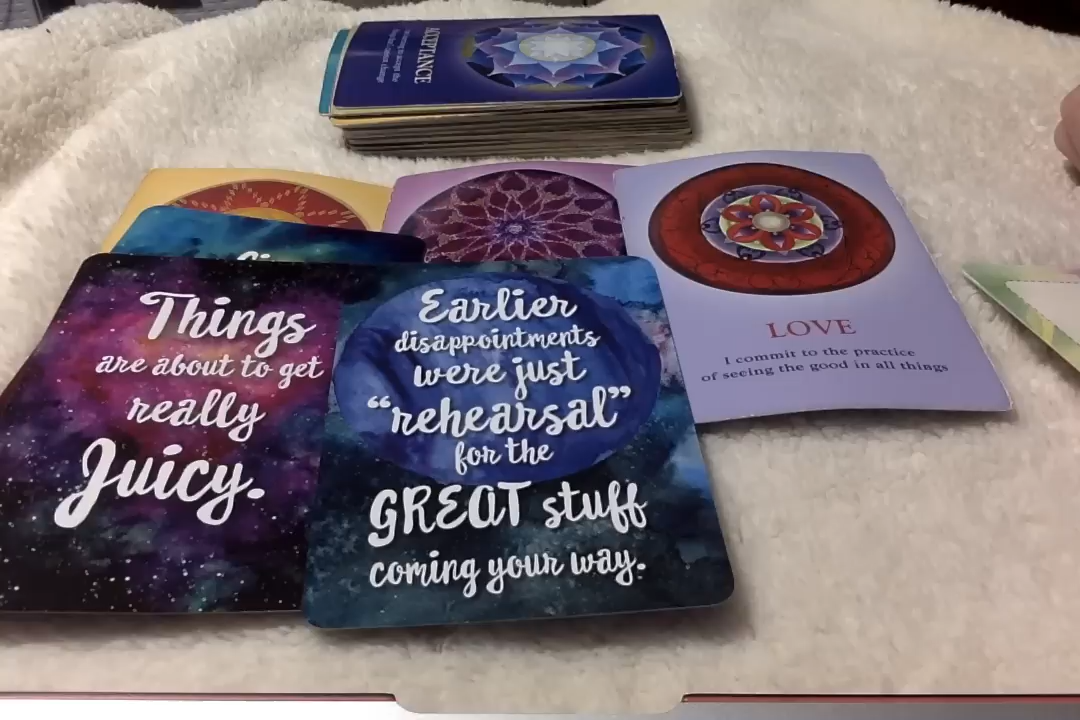 ACCEPTANCE
Things
are about to get
really
Juicy.
Earlier
disappointments
were just
“rehearsal”
for the
GREAT stuff
coming your way.
LOVE
I commit to the practice
of seeing the good in all things